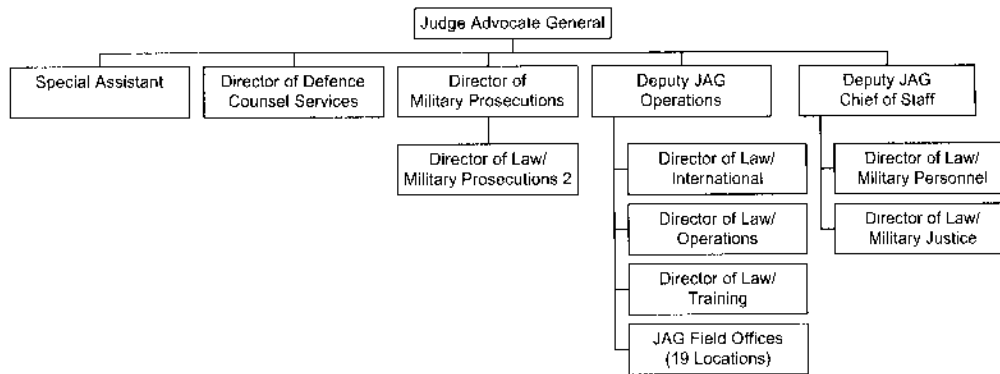 Judge Advocate General
Special Assistant
Director of Defence
Counsel Services
Director of
Military Prosecutions
Deputy JAG
Operations
Deputy JAG
Chief of Staff
Director of Law/
Military Prosecutions 2
Director of Law/
International
Director of Law/
Military Personnel
Director of Law/
Operations
Director of Law/
Military Justice
Director of Law/
Training
JAG Field Offices
(19 Locations)